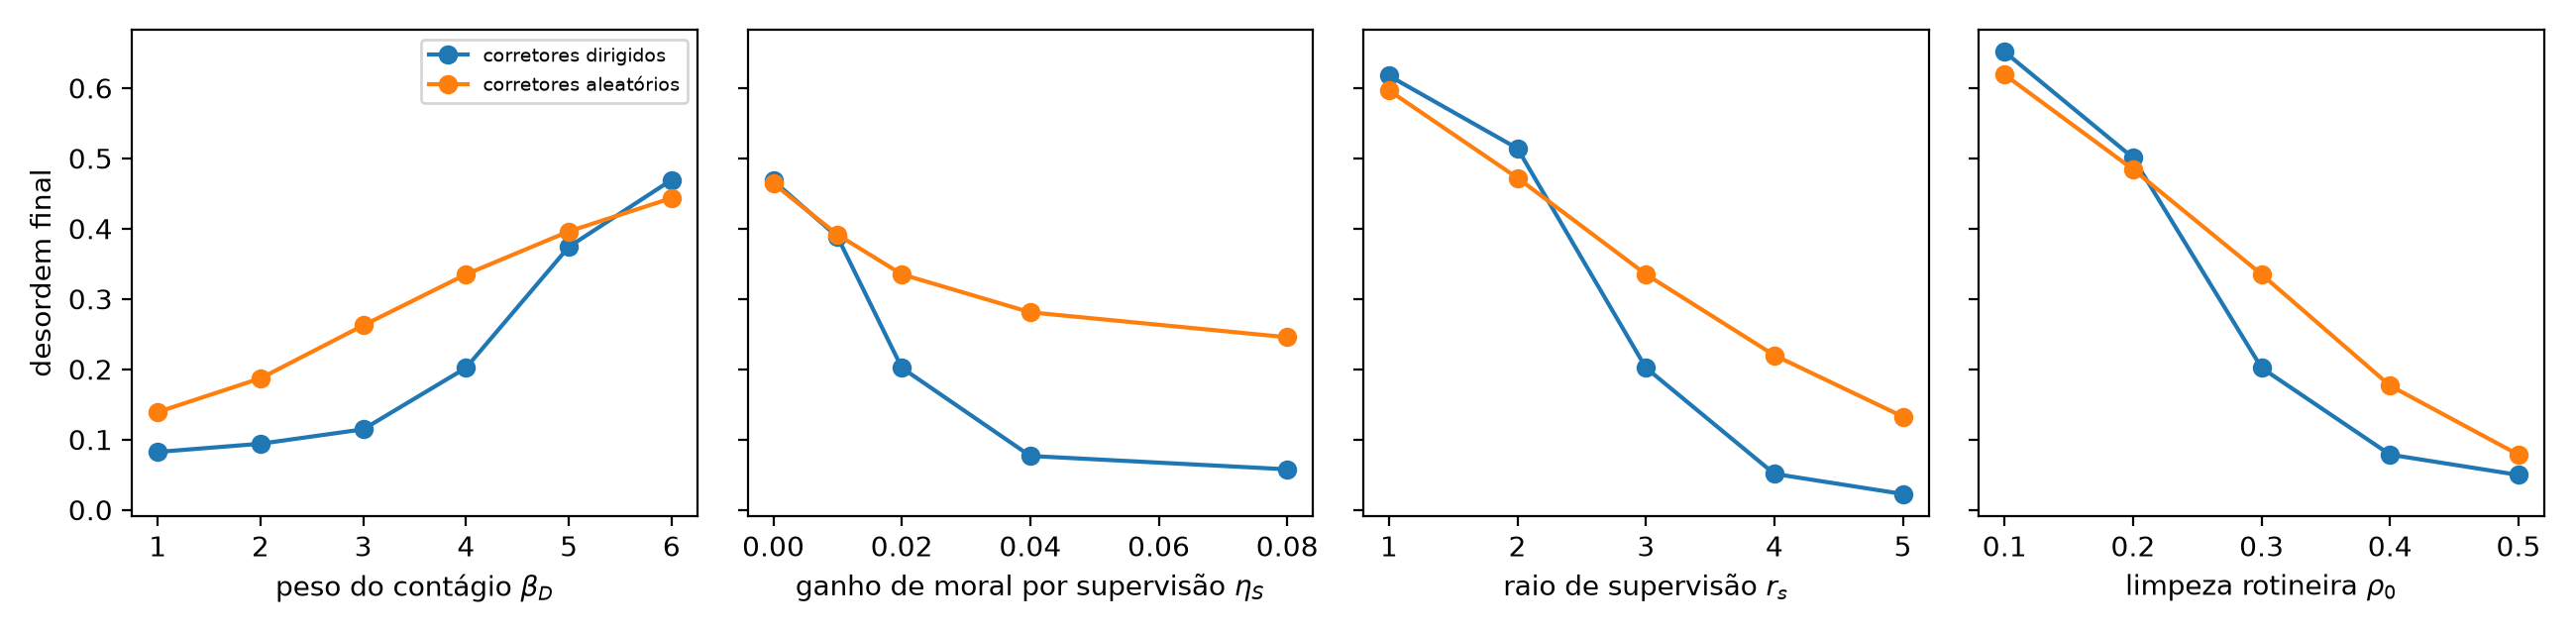 corretores dirigidos
corretores aleatórios
desordem final
0.6
0.5
0.4
0.3
0.2
0.1
0.0
1 2 3 4 5 6
peso do contágio β_D
0.00 0.02 0.04 0.06 0.08
ganho de moral por supervisão η_S
1 2 3 4 5
raio de supervisão r_s
0.1 0.2 0.3 0.4 0.5
limpeza rotineira ρ_0